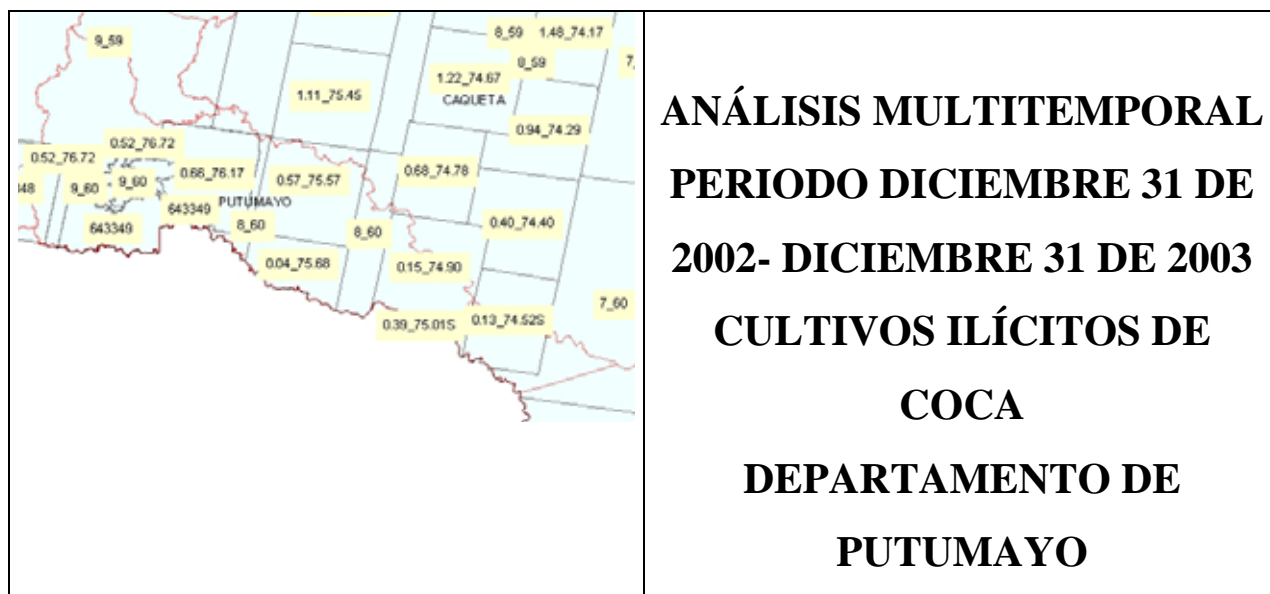 9_59
8_59
1.48_74.17
8_59
7_
1.22_74.67
CAQUETA
1.11_75.45
0.94_74.29
0.52_76.72
0.52_76.72
0.66_76.17
0.57_75.57
0.68_74.78
348
9_60
9_60
PUTUMAYO
643349
643349
8_60
8_60
0.40_74.40
0.04_75.68
0.15_74.90
7_60
0.39_75.01S
0.13_74.52S
ANÁLISIS MULTITEMPORAL
PERIODO DICIEMBRE 31 DE
2002- DICIEMBRE 31 DE 2003
CULTIVOS ILÍCITOS DE
COCA
DEPARTAMENTO DE
PUTUMAYO